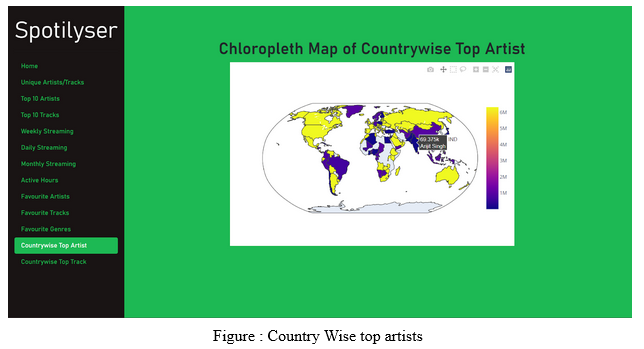 Spotilyser
Home
Unique Artists/Tracks
Top 10 Artists
Top 10 Tracks
Weekly Streaming
Daily Streaming
Monthly Streaming
Active Hours
Favourite Artists
Favourite Tracks
Favourite Genres
Countrywise Top Artist
Countrywise Top Track
Chloropleth Map of Countrywise Top Artist
69.375k
Arijit Singh
IND
6M
5M
4M
3M
2M
1M
Figure : Country Wise top artists